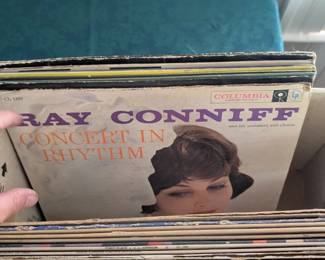 COLUMBIA
RAY CONNIFF
CONCERT IN
RHYTHM